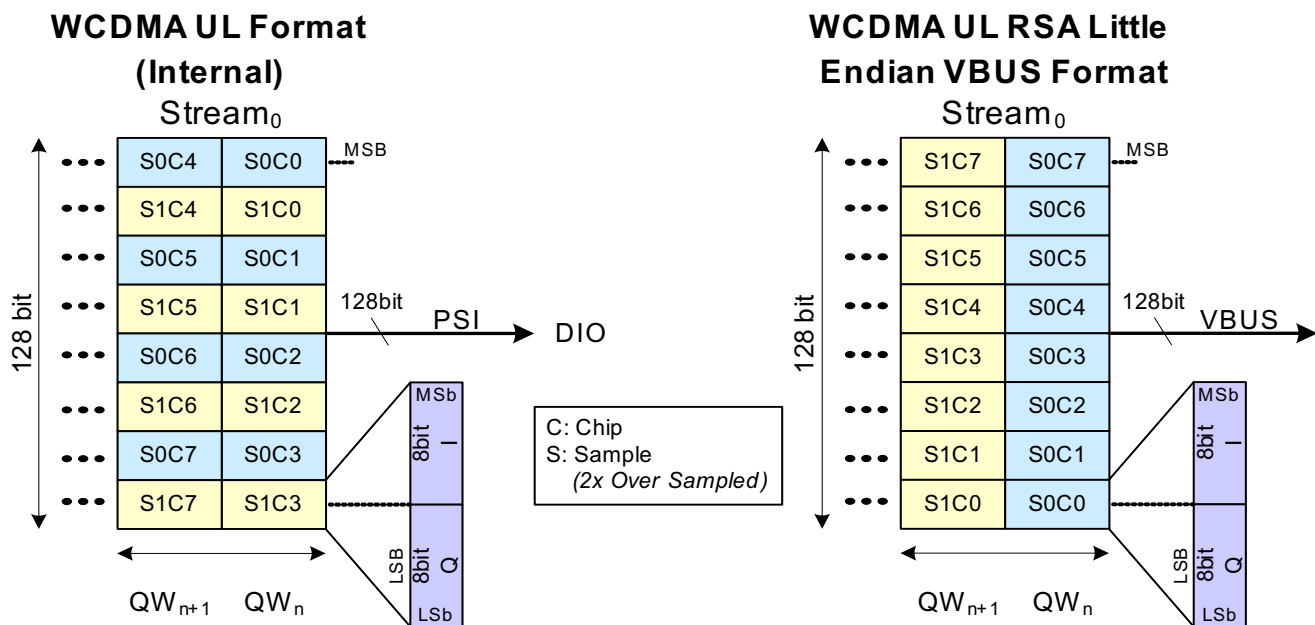 WCDMA UL Format
(Internal)
Stream0
S0C4 S0C0 MSB
S1C4 S1C0
S0C5 S0C1
S1C5 S1C1
S0C6 S0C2
S1C6 S1C2
S0C7 S0C3
S1C7 S1C3
128 bit
128bit
PSI
DIO
MSb
8bit I
8bit Q
LSB
LSb
QWn+1 QWn
C: Chip
S: Sample
(2x Over Sampled)
WCDMA UL RSA Little
Endian VBUS Format
Stream0
S1C7 S0C7 MSB
S1C6 S0C6
S1C5 S0C5
S1C4 S0C4
S1C3 S0C3
S1C2 S0C2
S1C1 S0C1
S1C0 S0C0
128 bit
128bit
VBUS
MSb
8bit I
8bit Q
LSB
LSb
QWn+1 QWn